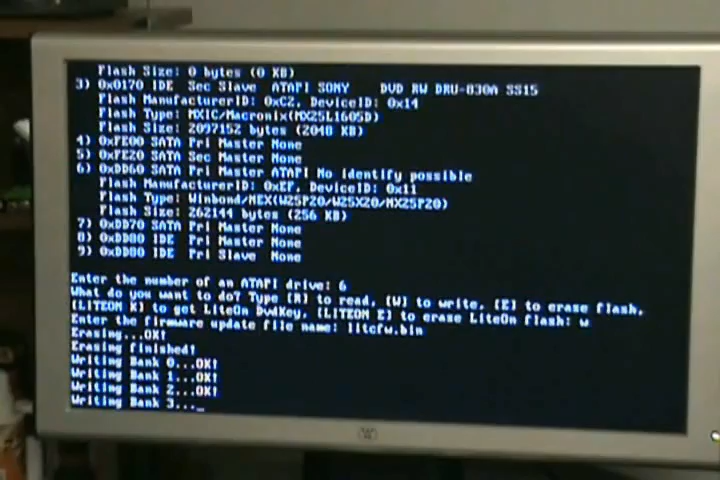 Flash Size: 0 bytes (0 KB)
3) 0x0170 IDE Sec Slave ATAPI SONY DVD RW DRU-830A SS15
Flash ManufacturerID: 0xC2, DeviceID: 0x14
Flash Type: MXIC/Macronix(MX25L1605D)
Flash Size: 2097152 bytes (2048 KB)
4) 0xFE00 SATA Pri Master None
5) 0xFE20 SATA Sec Master None
6) 0xDD60 SATA Pri Master ATAPI No identify possible
Flash ManufacturerID: 0xEF, DeviceID: 0x11
Flash Type: Winbond/NEX(W25P20/W25X20/NX25P20)
Flash Size: 262144 bytes (256 KB)
7) 0xDD70 SATA Pri Master None
8) 0xDD80 IDE Pri Master None
9) 0xDD80 IDE Pri Slave None
Enter the number of an ATAPI drive: 6
What do you want to do? Type [R] to read, [W] to write, [E] to erase flash,
[LITEON K] to get LiteOn DvdKey, [LITEON E] to erase LiteOn flash: w
Enter the firmware update file name: litcfw.bin
Erasing...OK!
Erasing finished!
Writing Bank 0...OK!
Writing Bank 1...OK!
Writing Bank 2...OK!
Writing Bank 3..._